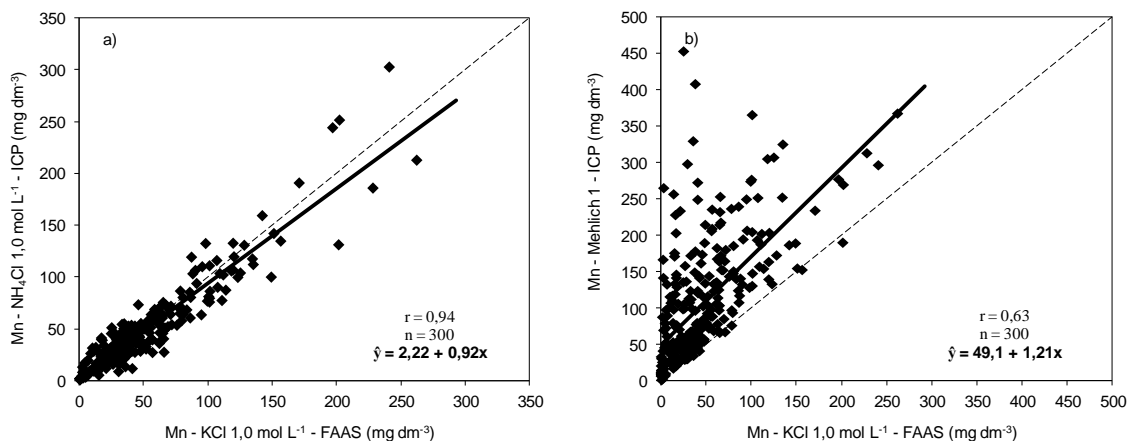 a)
350
300
250
200
150
100
50
0
Mn - NH₄Cl 1,0 mol L⁻¹ - ICP (mg dm⁻³)
0 50 100 150 200 250 300 350
Mn - KCl 1,0 mol L⁻¹ - FAAS (mg dm⁻³)
r = 0,94
n = 300
ŷ = 2,22 + 0,92x
b)
500
450
400
350
300
250
200
150
100
50
0
Mn - Mehlich 1 - ICP (mg dm⁻³)
0 50 100 150 200 250 300 350 400 450 500
Mn - KCl 1,0 mol L⁻¹ - FAAS (mg dm⁻³)
r = 0,63
n = 300
ŷ = 49,1 + 1,21x